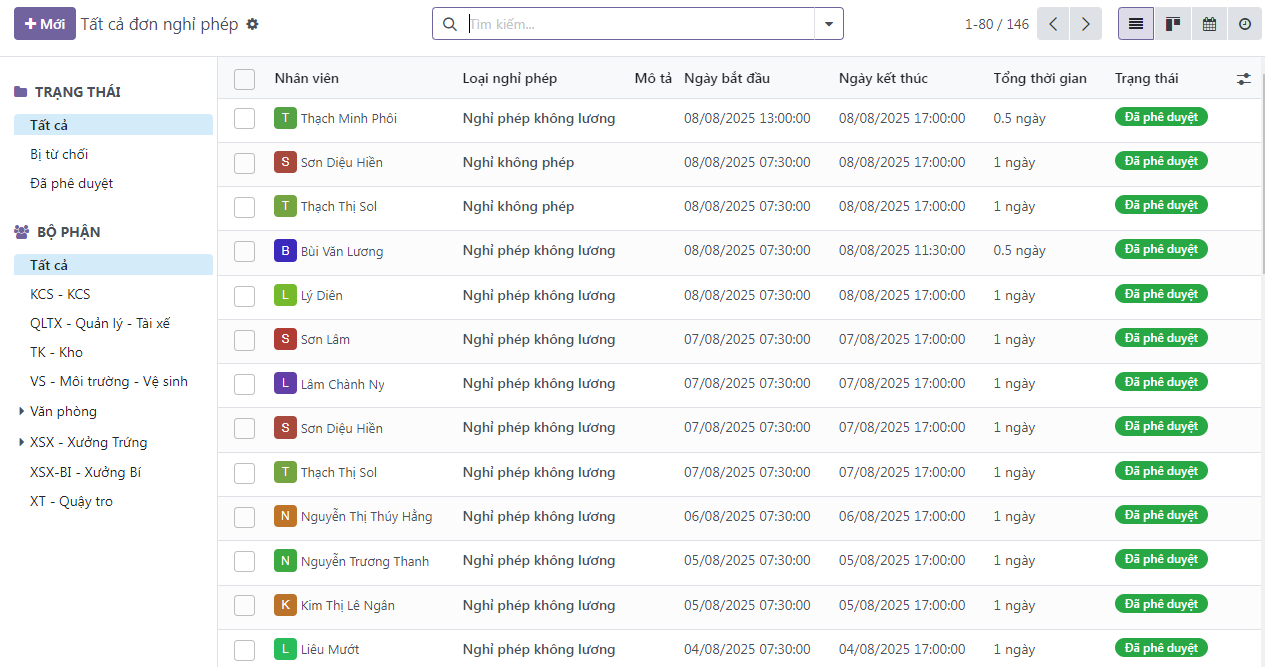 Mới Tất cả đơn nghỉ phép Tìm kiếm... 1-80 / 146
TRẠNG THÁI
Tất cả
Bị từ chối
Đã phê duyệt
BỘ PHẬN
Tất cả
KCS - KCS
QLTX - Quản lý - Tài xế
TK - Kho
VS - Môi trường - Vệ sinh
Văn phòng
XSX - Xưởng Trứng
XSX-BI - Xưởng Bí
XT - Quậy tro
Nhân viên Loại nghỉ phép Mô tả Ngày bắt đầu Ngày kết thúc Tổng thời gian Trạng thái
T Thạch Minh Phôi Nghỉ phép không lương 08/08/2025 13:00:00 08/08/2025 17:00:00 0.5 ngày Đã phê duyệt
S Sơn Diệu Hiền Nghỉ không phép 08/08/2025 07:30:00 08/08/2025 17:00:00 1 ngày Đã phê duyệt
T Thạch Thị Sol Nghỉ không phép 08/08/2025 07:30:00 08/08/2025 17:00:00 1 ngày Đã phê duyệt
B Bùi Văn Lương Nghỉ phép không lương 08/08/2025 07:30:00 08/08/2025 11:30:00 0.5 ngày Đã phê duyệt
L Lý Diên Nghỉ phép không lương 08/08/2025 07:30:00 08/08/2025 17:00:00 1 ngày Đã phê duyệt
S Sơn Lâm Nghỉ phép không lương 08/08/2025 07:30:00 08/08/2025 17:00:00 1 ngày Đã phê duyệt
L Lâm Chành Ny Nghỉ phép không lương 07/08/2025 07:30:00 07/08/2025 17:00:00 1 ngày Đã phê duyệt
S Sơn Diệu Hiền Nghỉ phép không lương 07/08/2025 07:30:00 07/08/2025 17:00:00 1 ngày Đã phê duyệt
T Thạch Thị Sol Nghỉ phép không lương 07/08/2025 07:30:00 07/08/2025 17:00:00 1 ngày Đã phê duyệt
N Nguyễn Thị Thúy Hằng Nghỉ phép không lương 06/08/2025 07:30:00 06/08/2025 17:00:00 1 ngày Đã phê duyệt
N Nguyễn Trương Thanh Nghỉ phép không lương 05/08/2025 07:30:00 05/08/2025 17:00:00 1 ngày Đã phê duyệt
K Kim Thị Lê Ngân Nghỉ phép không lương 05/08/2025 07:30:00 05/08/2025 17:00:00 1 ngày Đã phê duyệt
L Liêu Mướt Nghỉ phép không lương 04/08/2025 07:30:00 04/08/2025 17:00:00 1 ngày Đã phê duyệt